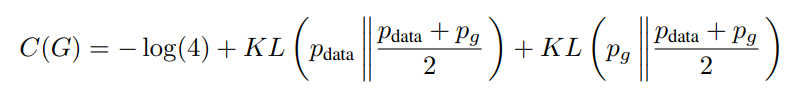 C(G) = − log(4) + KL ( p_data ‖ (p_data + p_g) / 2 ) + KL ( p_g ‖ (p_data + p_g) / 2 )